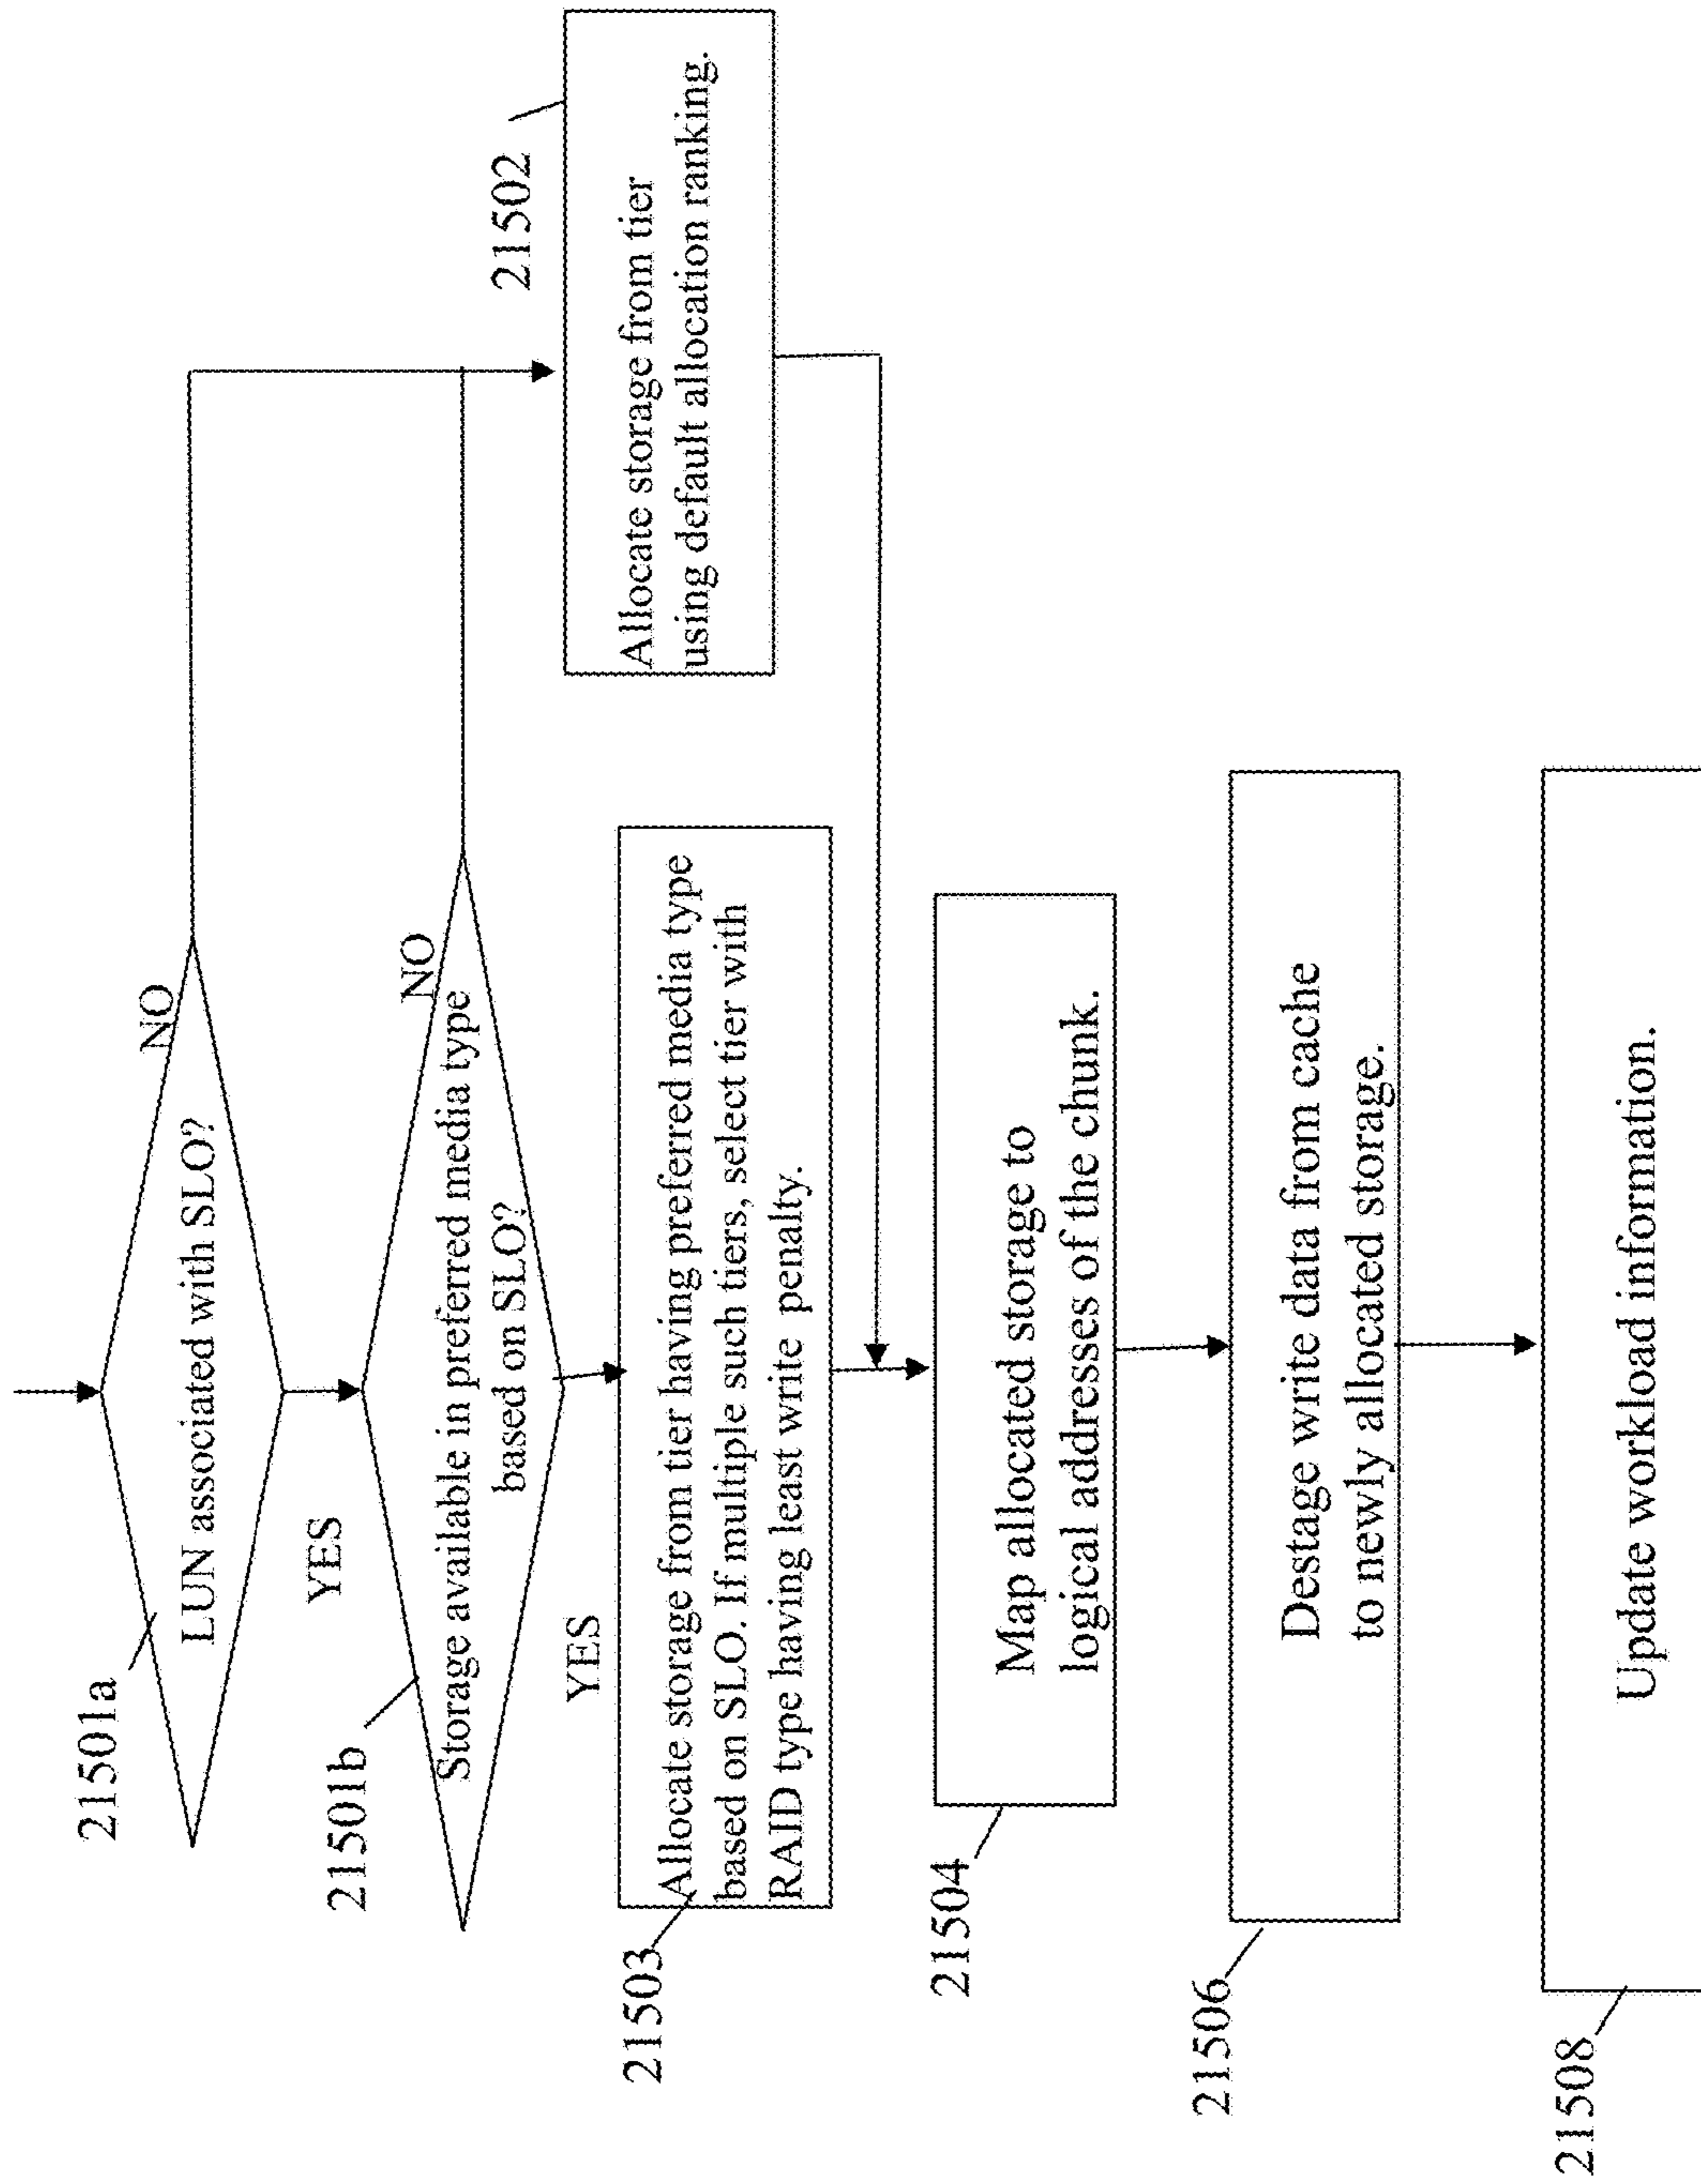 21501a
LUN associated with SLO?
NO
YES
21501b
Storage available in preferred media type
based on SLO?
NO
YES
21502
Allocate storage from tier
using default allocation ranking.
21503
Allocate storage from tier having preferred media type
based on SLO. If multiple such tiers, select tier with
RAID type having least write penalty.
21504
Map allocated storage to
logical addresses of the chunk.
21506
Destage write data from cache
to newly allocated storage.
21508
Update workload information.